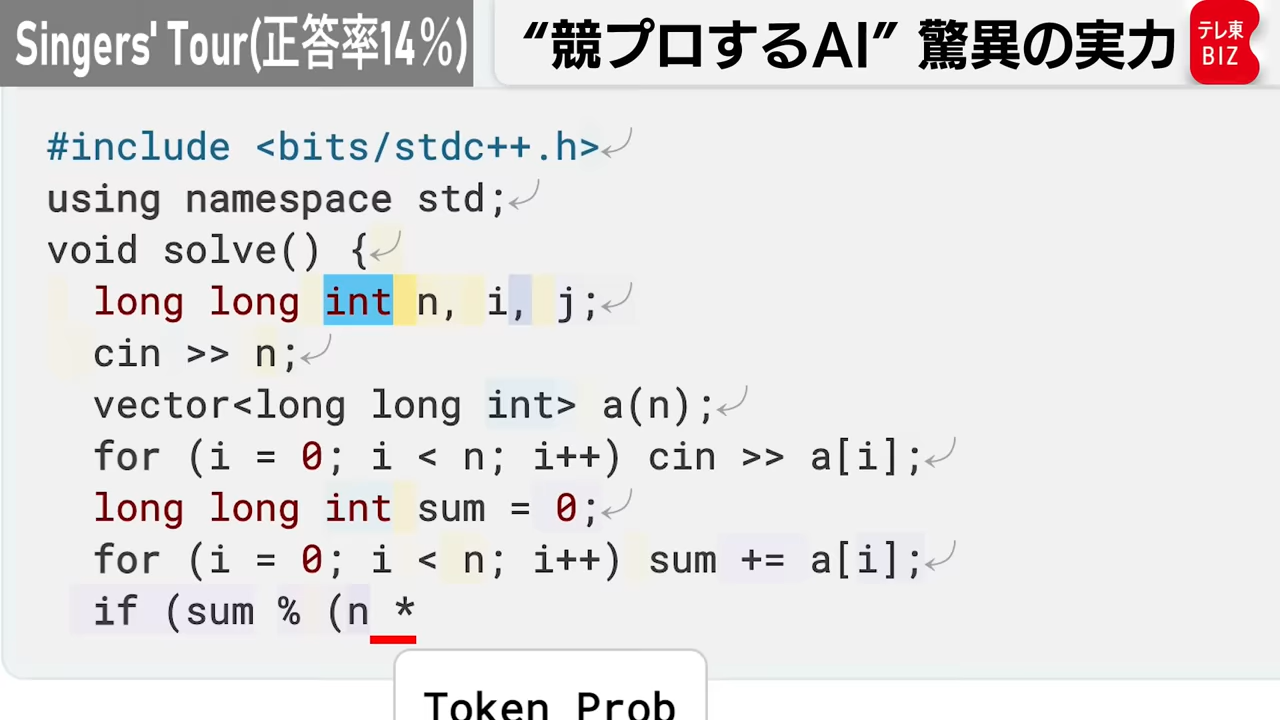 Singers' Tour(正答率14%)
“競プロするAI” 驚異の実力
テレ東
BIZ
#include <bits/stdc++.h>
using namespace std;
void solve() {
long long int n, i, j;
cin >> n;
vector<long long int> a(n);
for (i = 0; i < n; i++) cin >> a[i];
long long int sum = 0;
for (i = 0; i < n; i++) sum += a[i];
if (sum % (n *
Token Prob